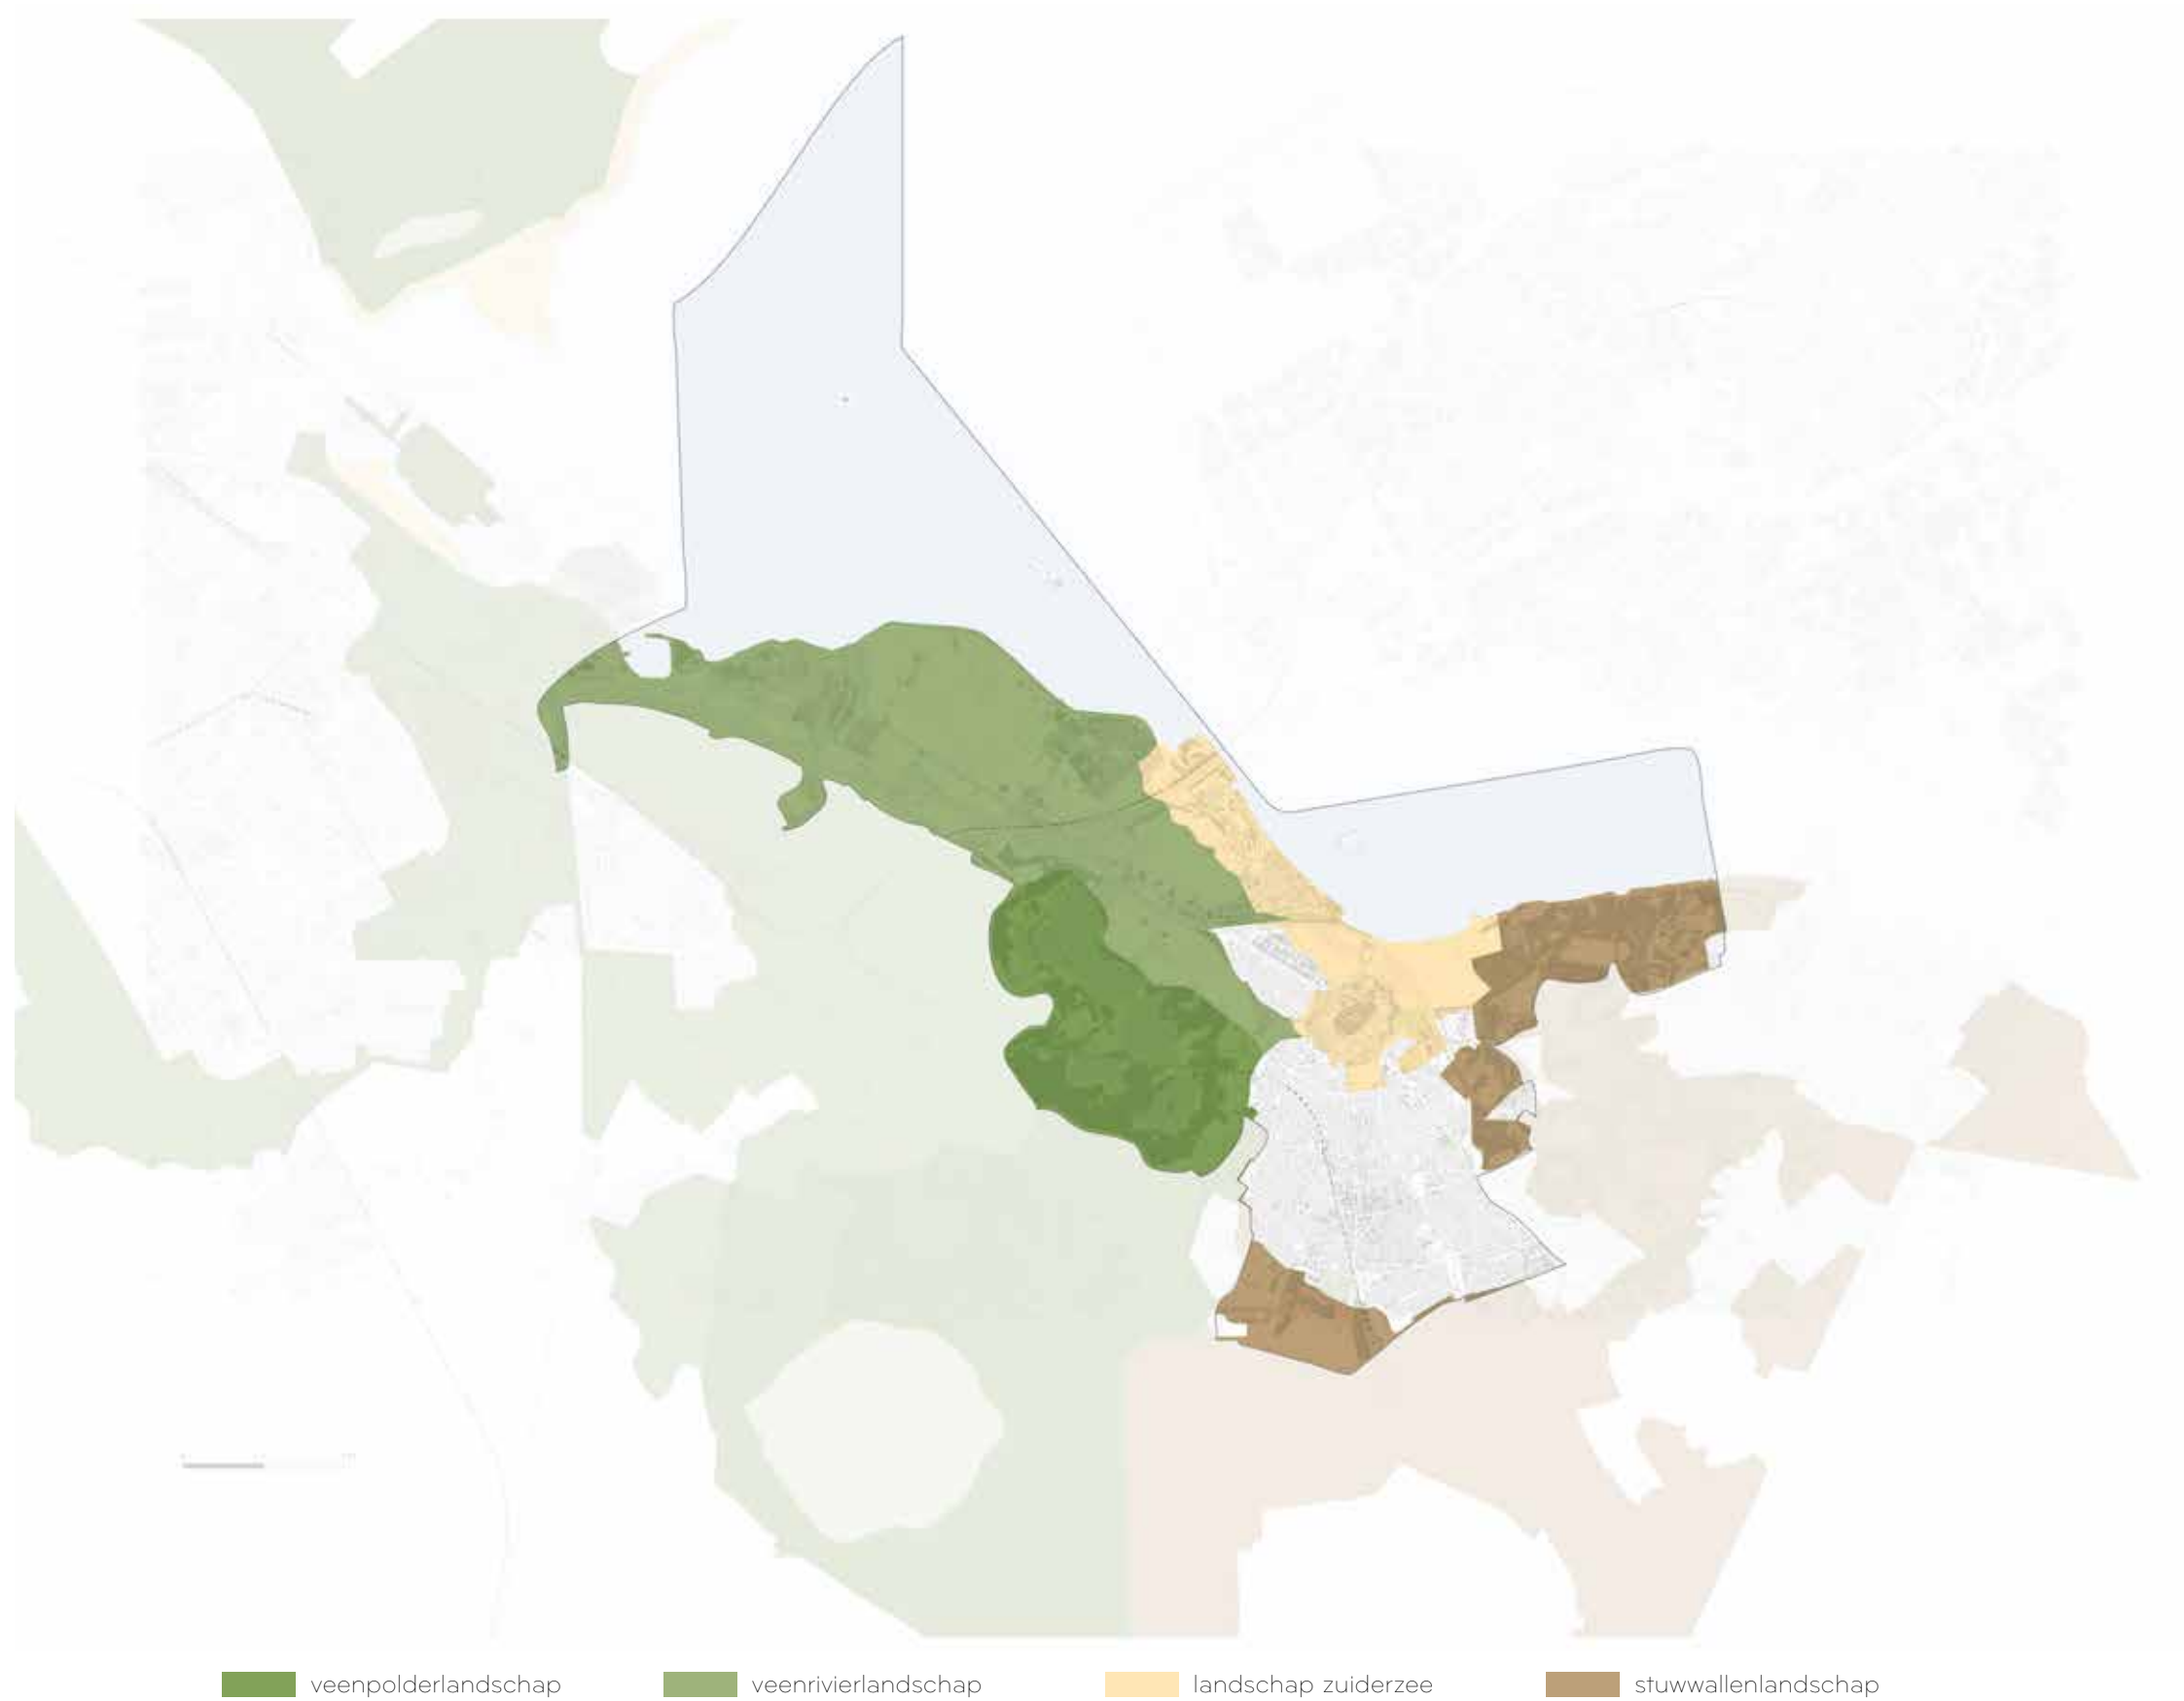 veenpolderlandschap
veenrivierlandschap
landschap zuiderzee
stuwwallenlandschap